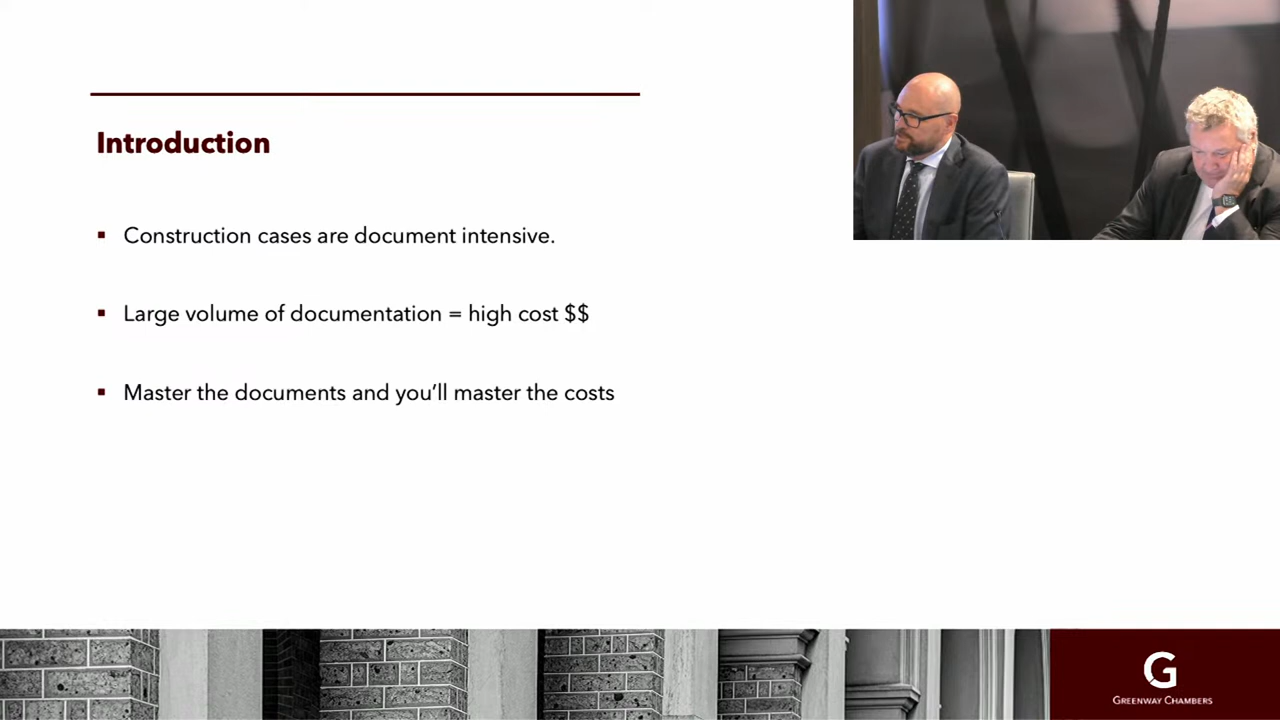 Introduction
▪ Construction cases are document intensive.
▪ Large volume of documentation = high cost $$
▪ Master the documents and you’ll master the costs
G
GREENWAY CHAMBERS